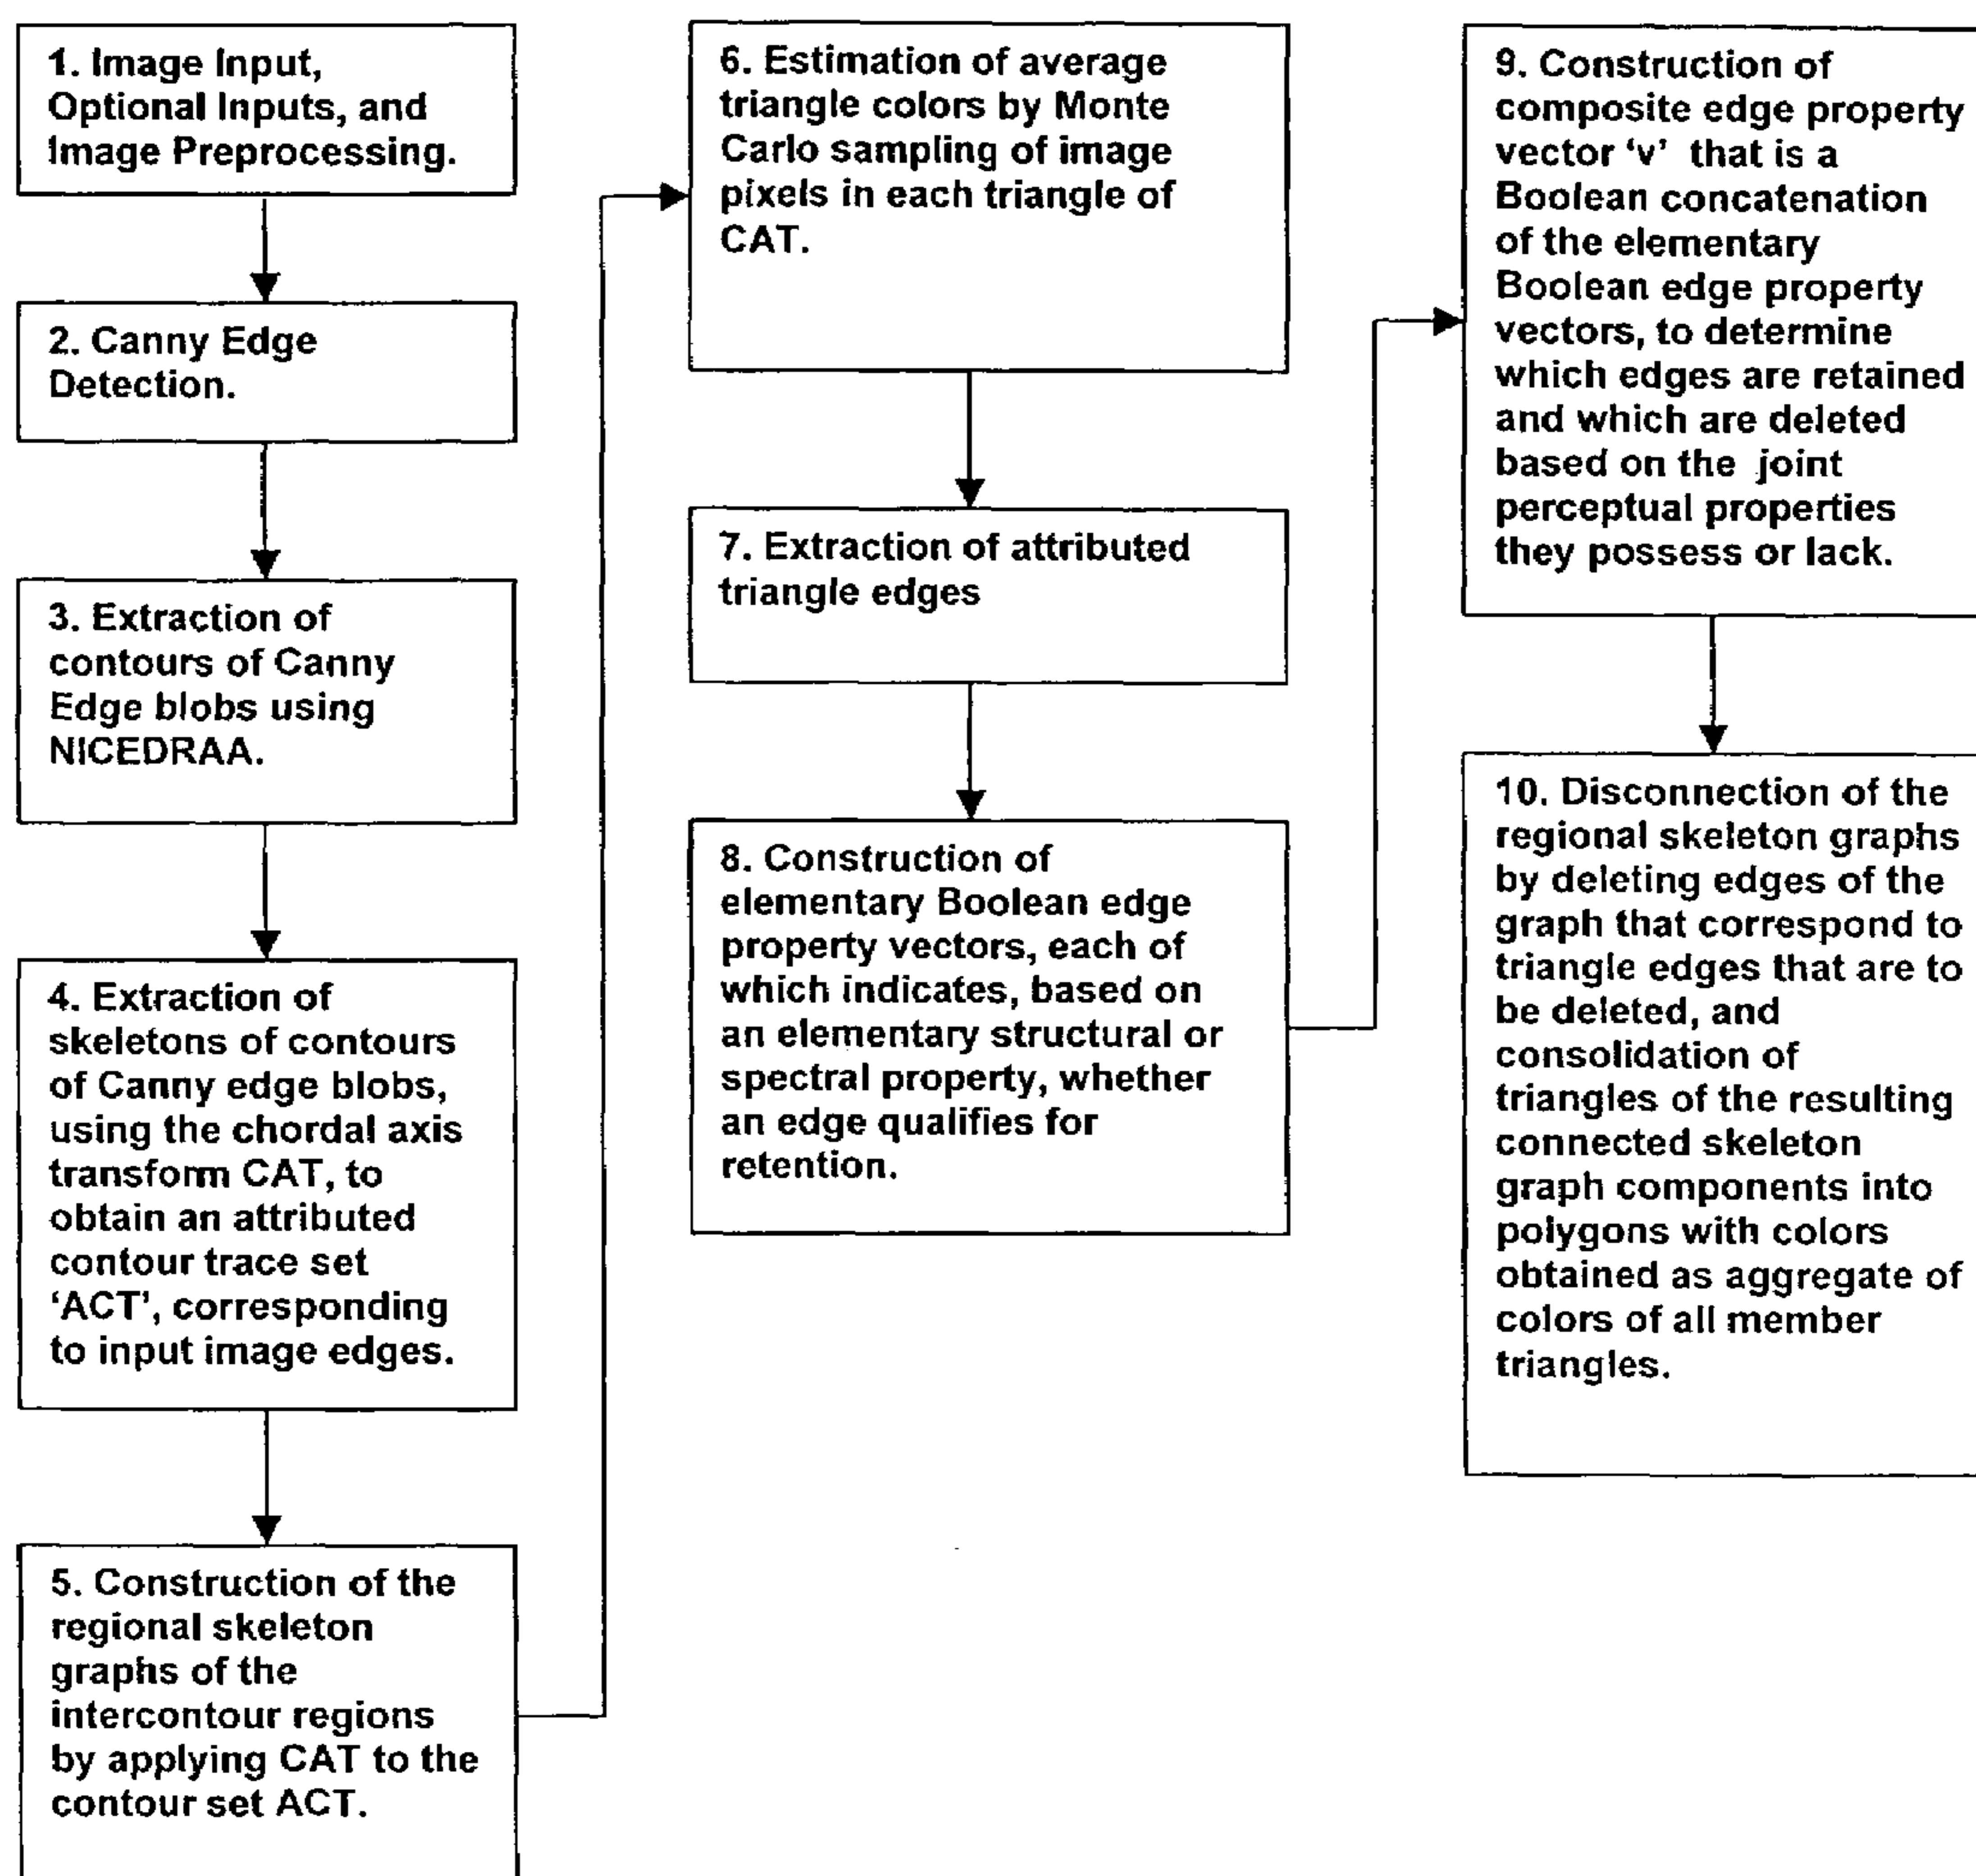 1. Image Input,
Optional Inputs, and
Image Preprocessing.
2. Canny Edge
Detection.
3. Extraction of
contours of Canny
Edge blobs using
NICEDRAA.
4. Extraction of
skeletons of contours
of Canny edge blobs,
using the chordal axis
transform CAT, to
obtain an attributed
contour trace set
‘ACT’, corresponding
to input image edges.
5. Construction of the
regional skeleton
graphs of the
intercontour regions
by applying CAT to the
contour set ACT.
6. Estimation of average
triangle colors by Monte
Carlo sampling of image
pixels in each triangle of
CAT.
7. Extraction of attributed
triangle edges
8. Construction of
elementary Boolean edge
property vectors, each of
which indicates, based on
an elementary structural or
spectral property, whether
an edge qualifies for
retention.
9. Construction of
composite edge property
vector ‘v’ that is a
Boolean concatenation
of the elementary
Boolean edge property
vectors, to determine
which edges are retained
and which are deleted
based on the joint
perceptual properties
they possess or lack.
10. Disconnection of the
regional skeleton graphs
by deleting edges of the
graph that correspond to
triangle edges that are to
be deleted, and
consolidation of
triangles of the resulting
connected skeleton
graph components into
polygons with colors
obtained as aggregate of
colors of all member
triangles.